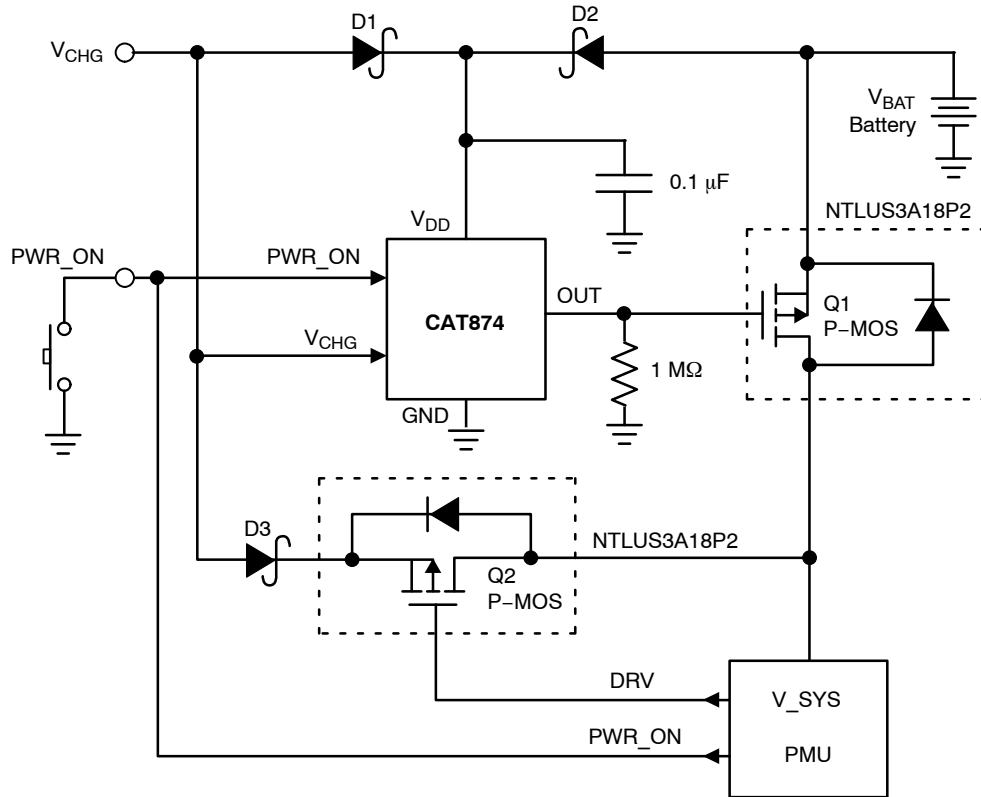 D1
D2
V_CHG
V_BAT
Battery
0.1 μF
NTLUS3A18P2
V_DD
PWR_ON
PWR_ON
OUT
Q1
P−MOS
CAT874
V_CHG
1 MΩ
GND
D3
NTLUS3A18P2
Q2
P−MOS
DRV
V_SYS
PWR_ON
PMU